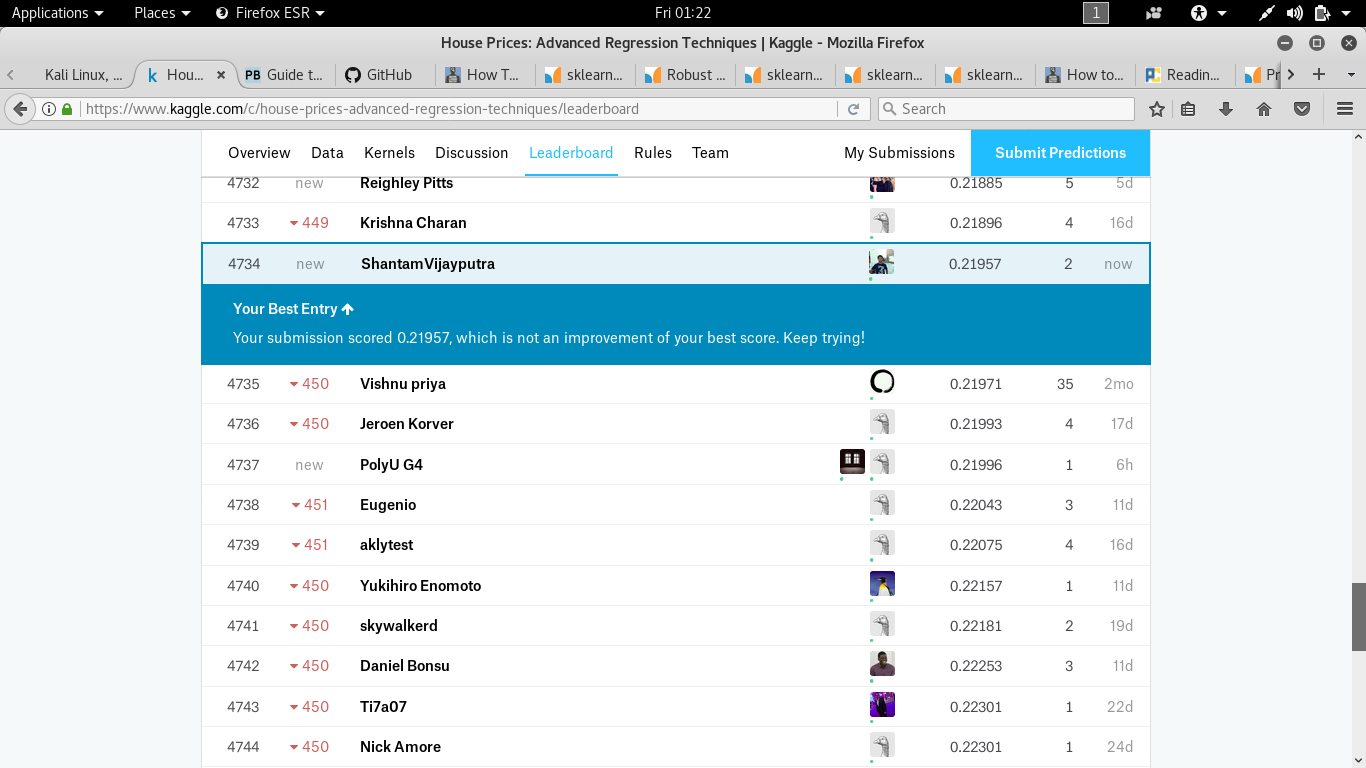 Applications Places Firefox ESR Fri 01:22 1
House Prices: Advanced Regression Techniques | Kaggle - Mozilla Firefox
Kali Linux, ... Hou... Guide t... GitHub How T... sklearn... Robust ... sklearn... sklearn... sklearn... How to... Readin... Pr
https://www.kaggle.com/c/house-prices-advanced-regression-techniques/leaderboard Search
Overview Data Kernels Discussion Leaderboard Rules Team My Submissions Submit Predictions
4732 new Reighley Pitts 0.21885 5 5d
4733 449 Krishna Charan 0.21896 4 16d
4734 new ShantamVijayputra 0.21957 2 now
Your Best Entry
Your submission scored 0.21957, which is not an improvement of your best score. Keep trying!
4735 450 Vishnu priya 0.21971 35 2mo
4736 450 Jeroen Korver 0.21993 4 17d
4737 new PolyU G4 0.21996 1 6h
4738 451 Eugenio 0.22043 3 11d
4739 451 aklytest 0.22075 4 16d
4740 450 Yukihiro Enomoto 0.22157 1 11d
4741 450 skywalkerd 0.22181 2 19d
4742 450 Daniel Bonsu 0.22253 3 11d
4743 450 Ti7a07 0.22301 1 22d
4744 450 Nick Amore 0.22301 1 24d